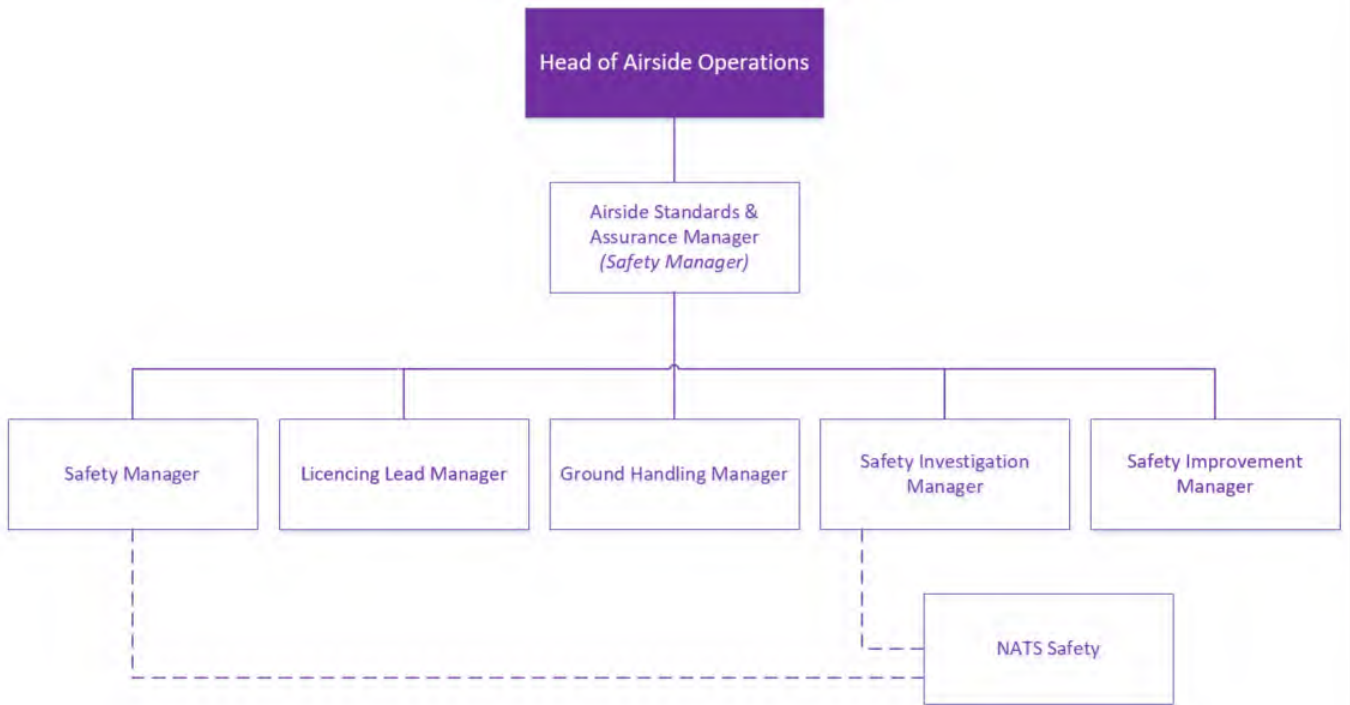 Head of Airside Operations
Airside Standards &
Assurance Manager
(Safety Manager)
Safety Manager
Licencing Lead Manager
Ground Handling Manager
Safety Investigation
Manager
Safety Improvement
Manager
NATS Safety